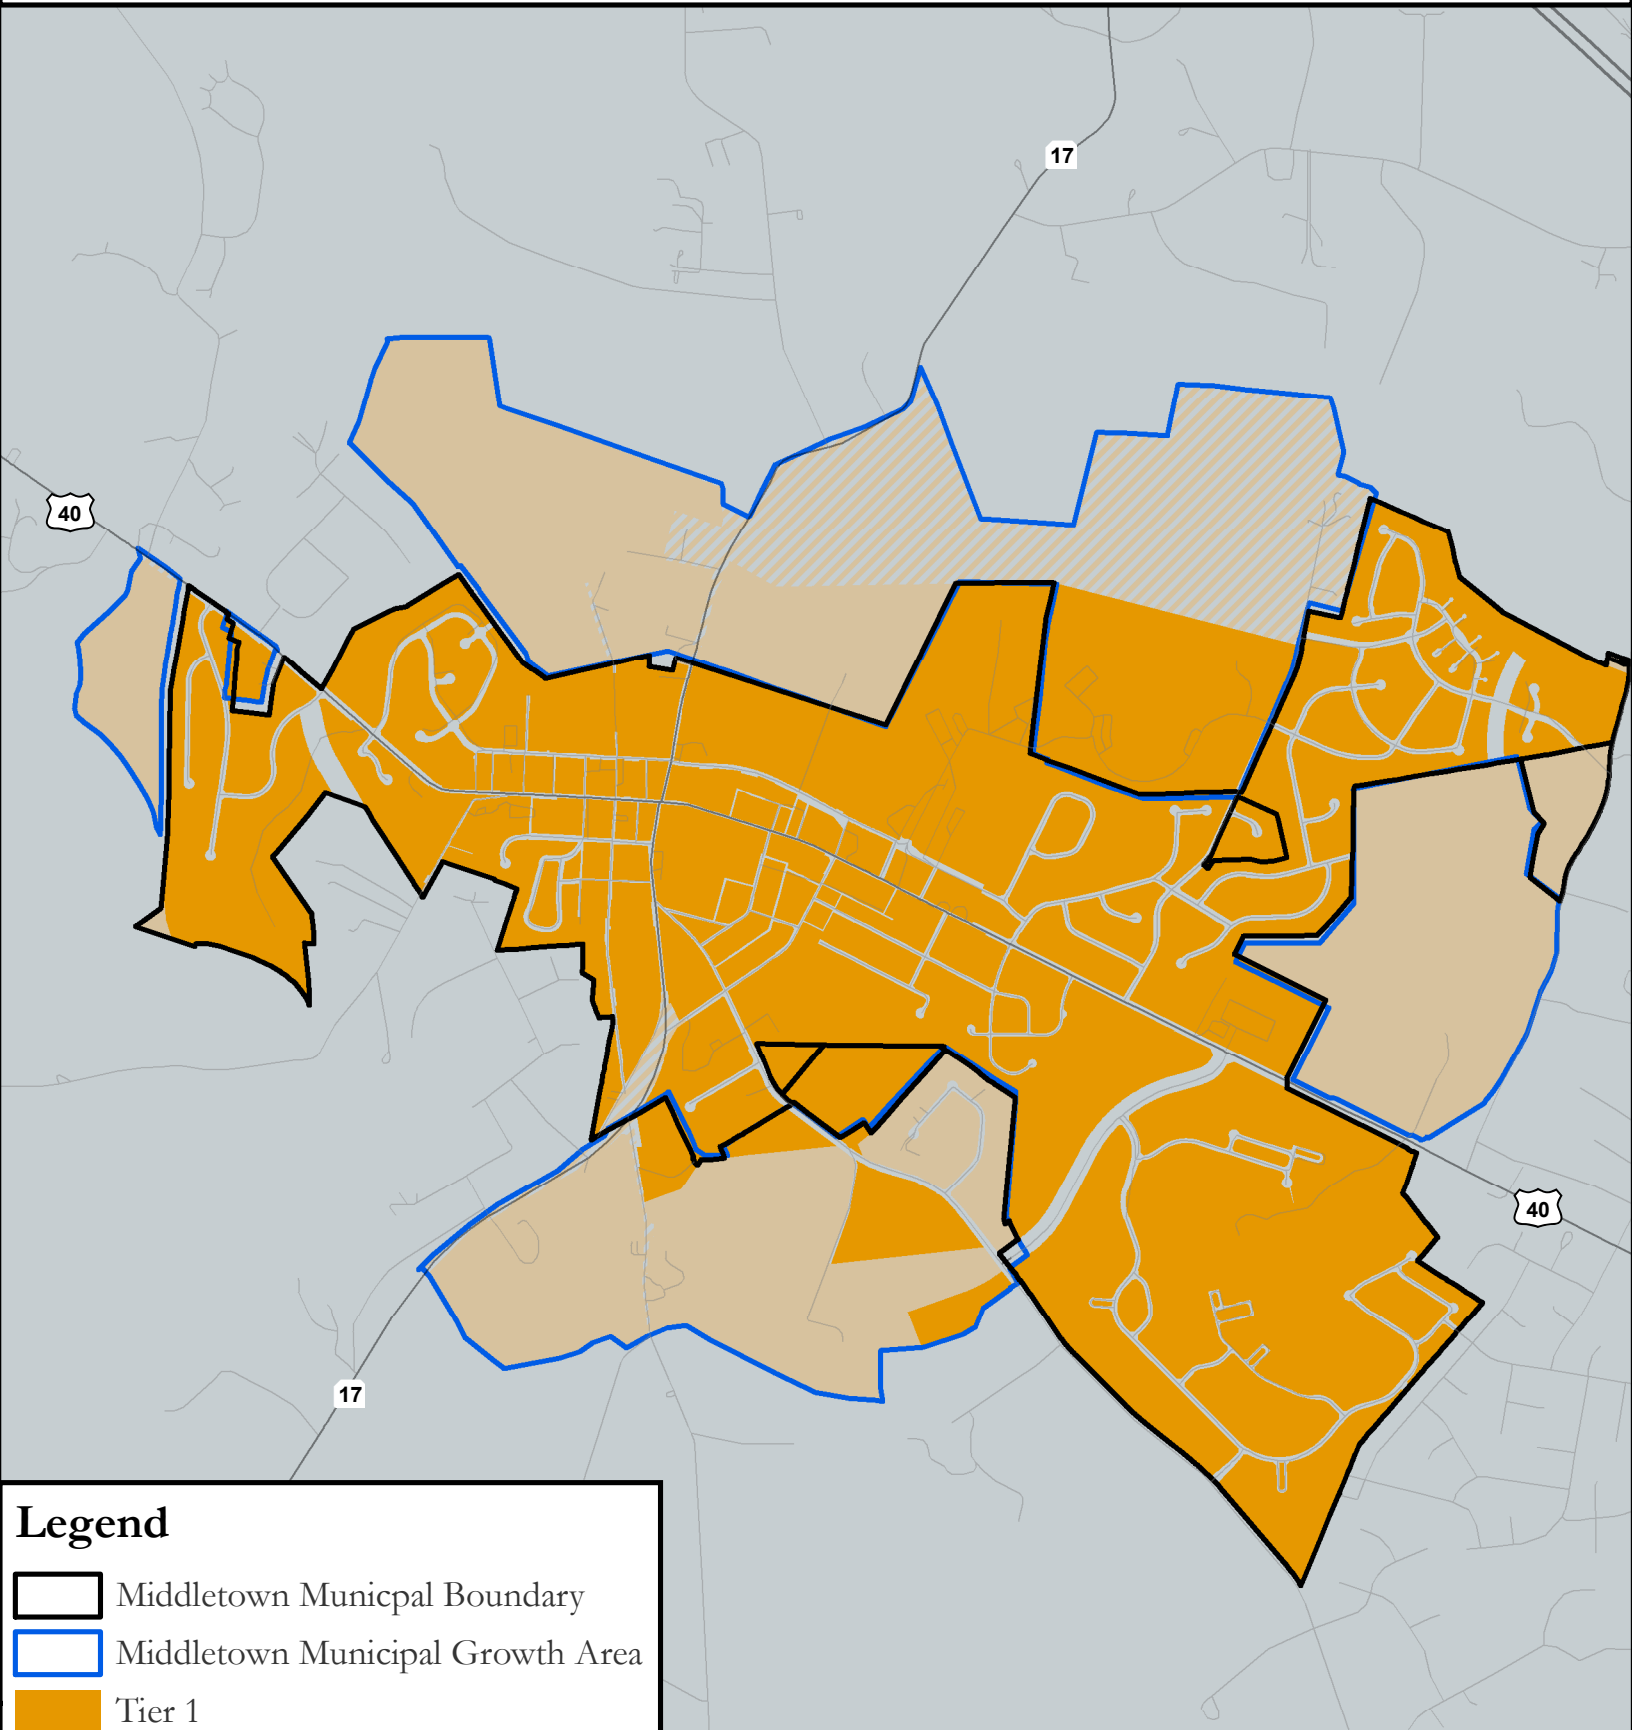 17
40
40
17
Legend
Middletown Municpal Boundary
Middletown Municipal Growth Area
Tier 1